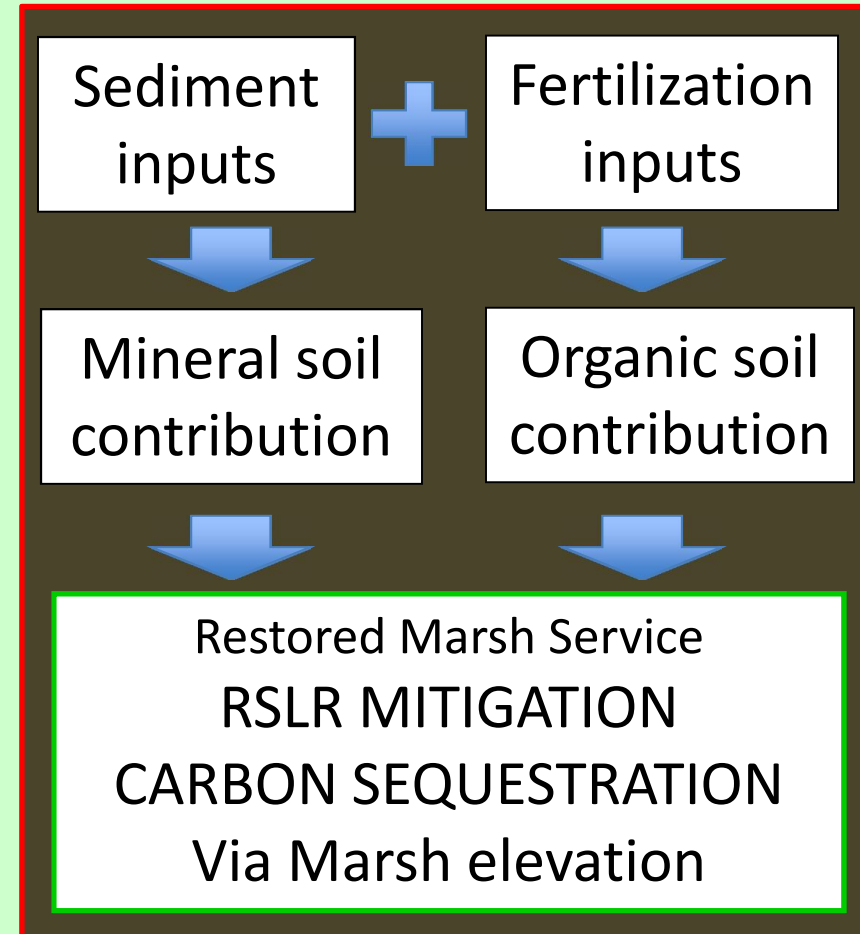 Sediment
inputs
Fertilization
inputs
Mineral soil
contribution
Organic soil
contribution
Restored Marsh Service
RSLR MITIGATION
CARBON SEQUESTRATION
Via Marsh elevation